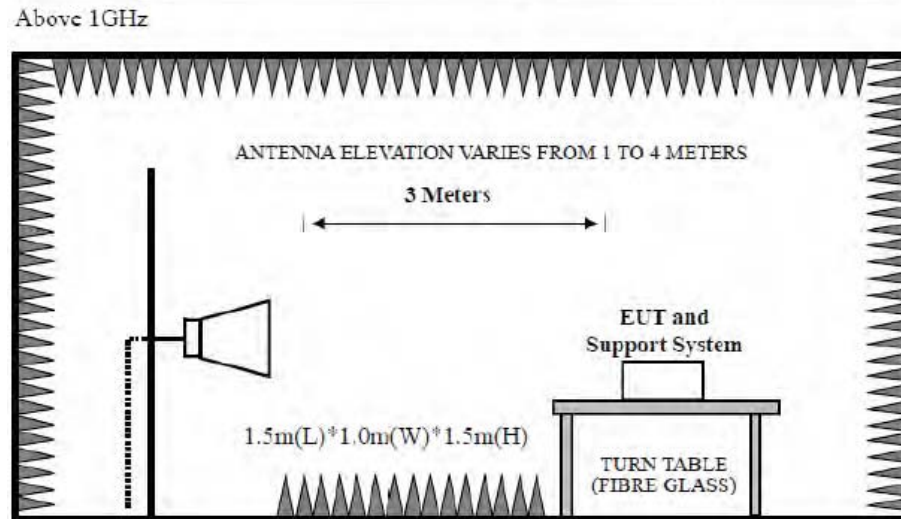 Above 1GHz
ANTENNA ELEVATION VARIES FROM 1 TO 4 METERS
3 Meters
EUT and
Support System
1.5m(L)*1.0m(W)*1.5m(H)
TURN TABLE
(FIBRE GLASS)